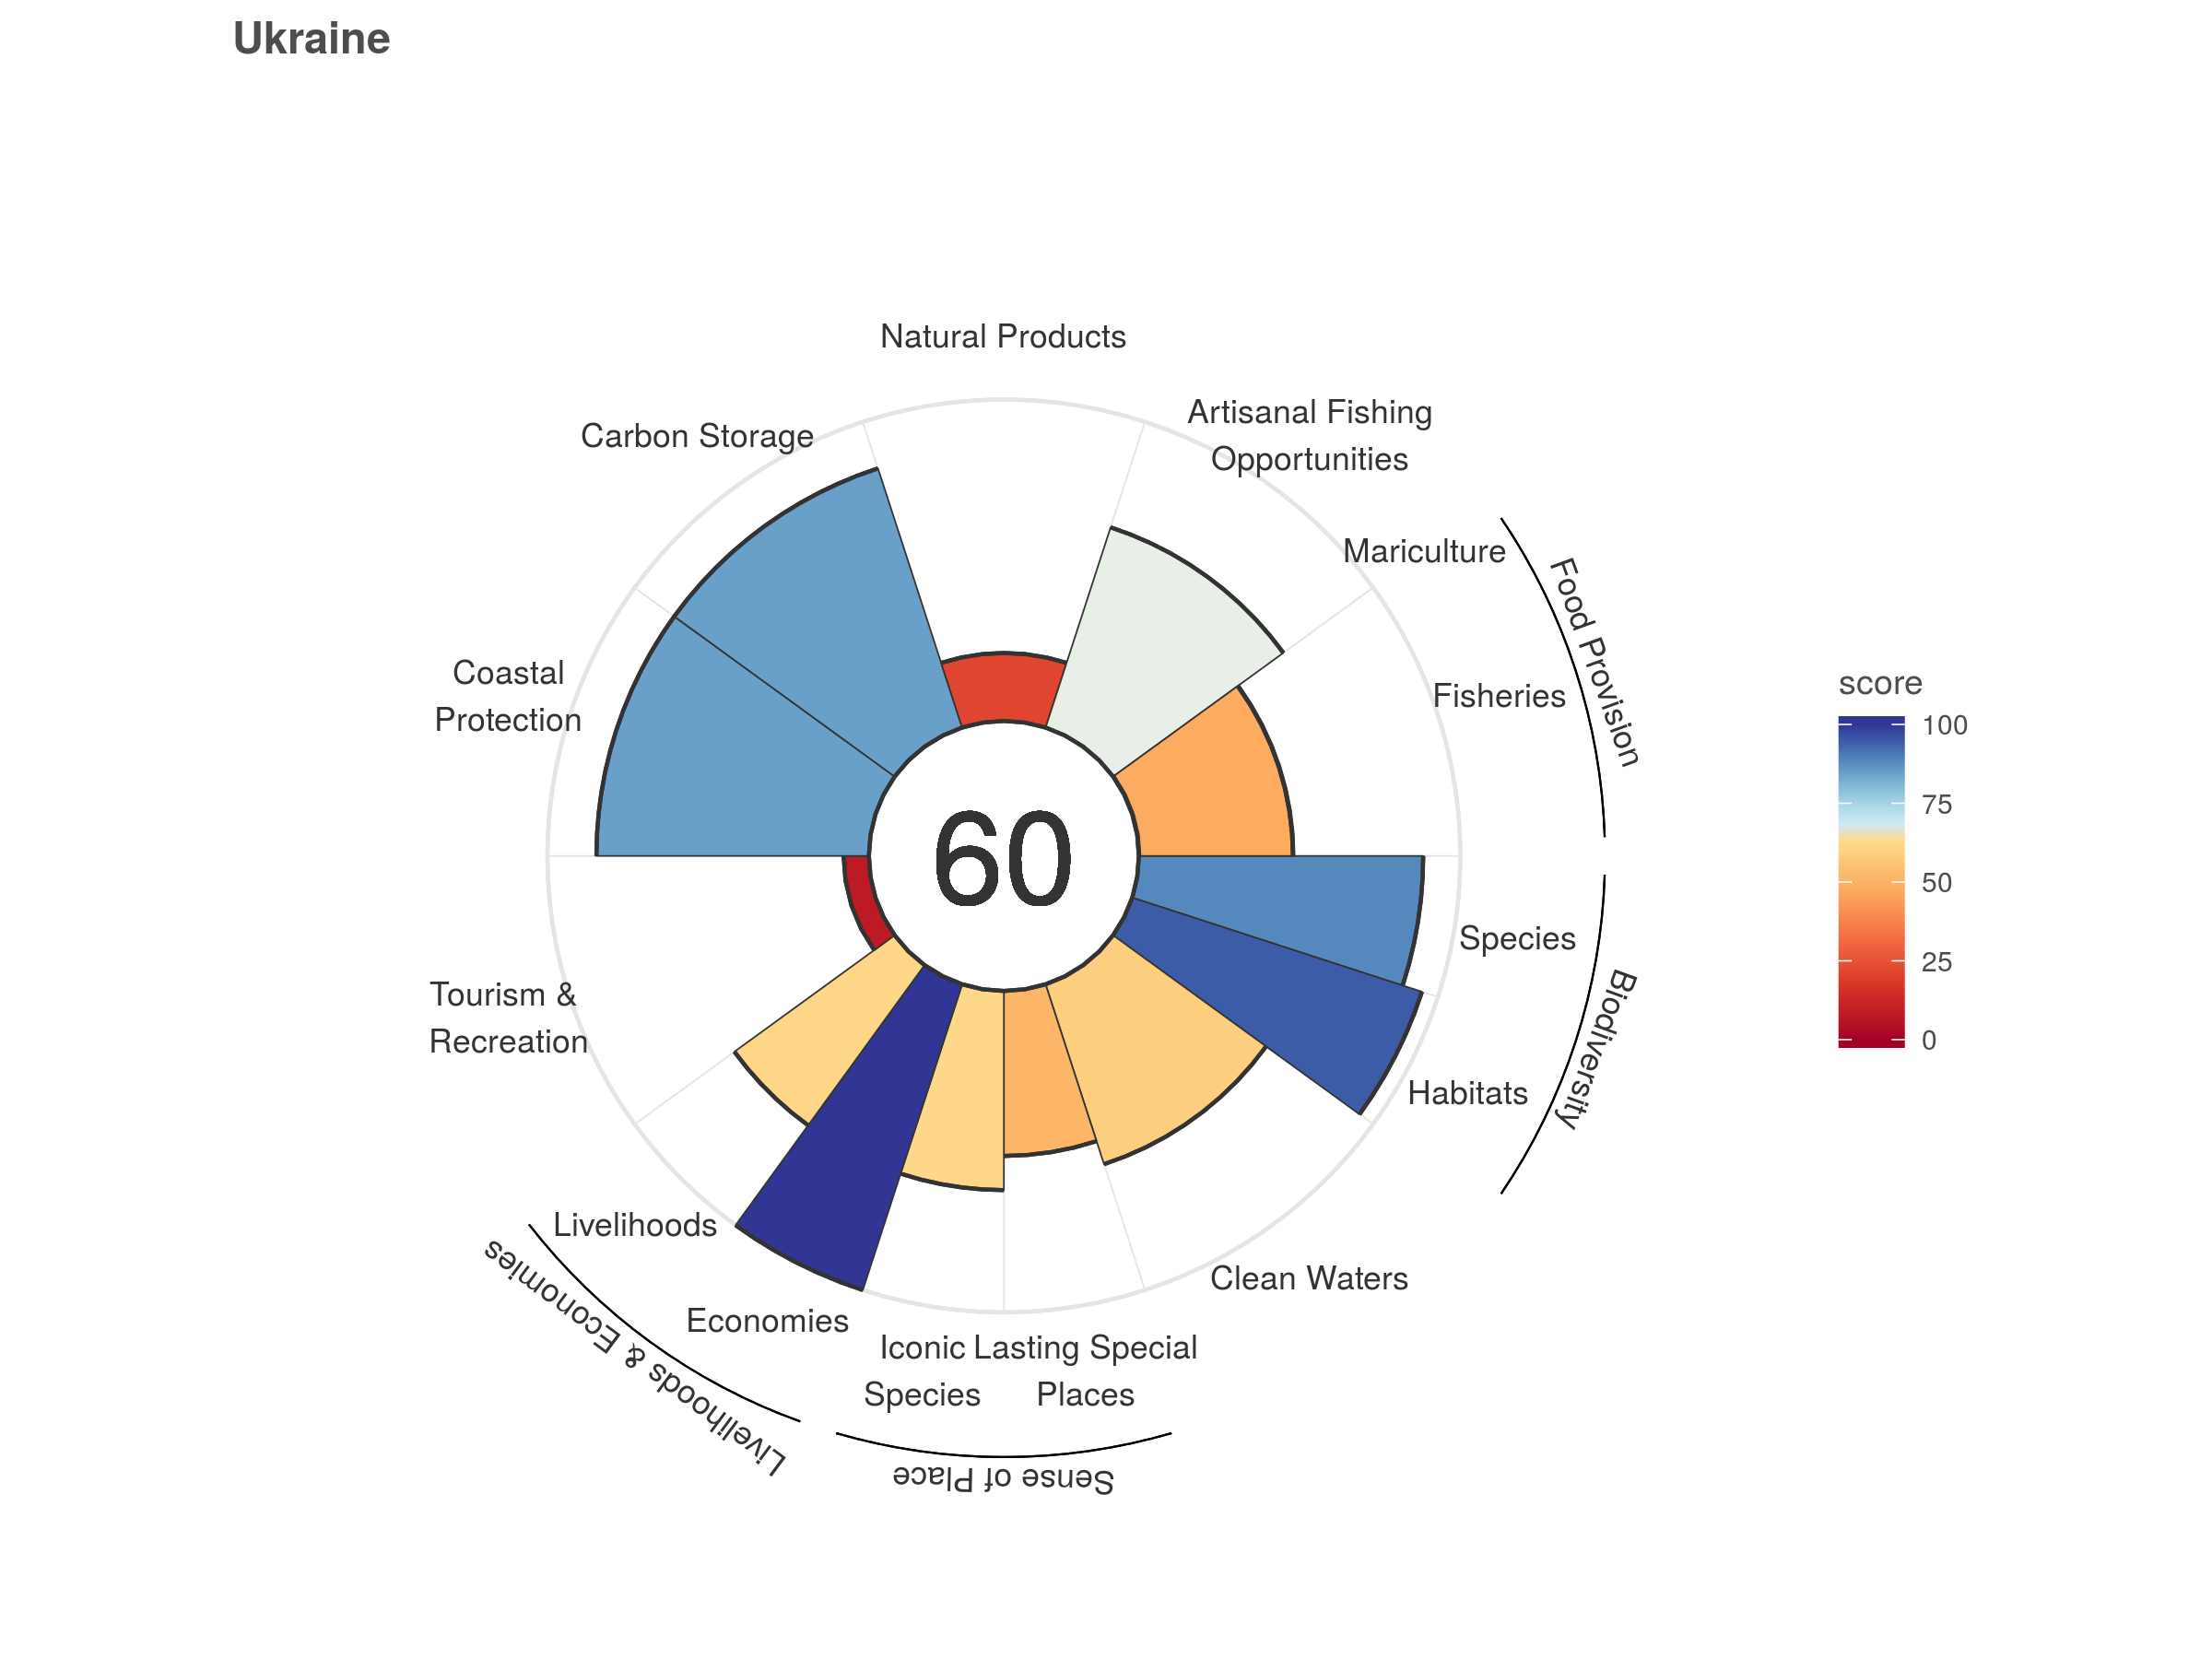 Ukraine
Natural Products
Artisanal Fishing
Opportunities
Carbon Storage
Mariculture
Food Provision
Fisheries
Coastal
Protection
60
Species
Biodiversity
Habitats
Tourism &
Recreation
Clean Waters
Livelihoods
Economies
Livelihoods & Economies
Iconic
Species
Lasting Special
Places
Sense of Place
score
100
75
50
25
0